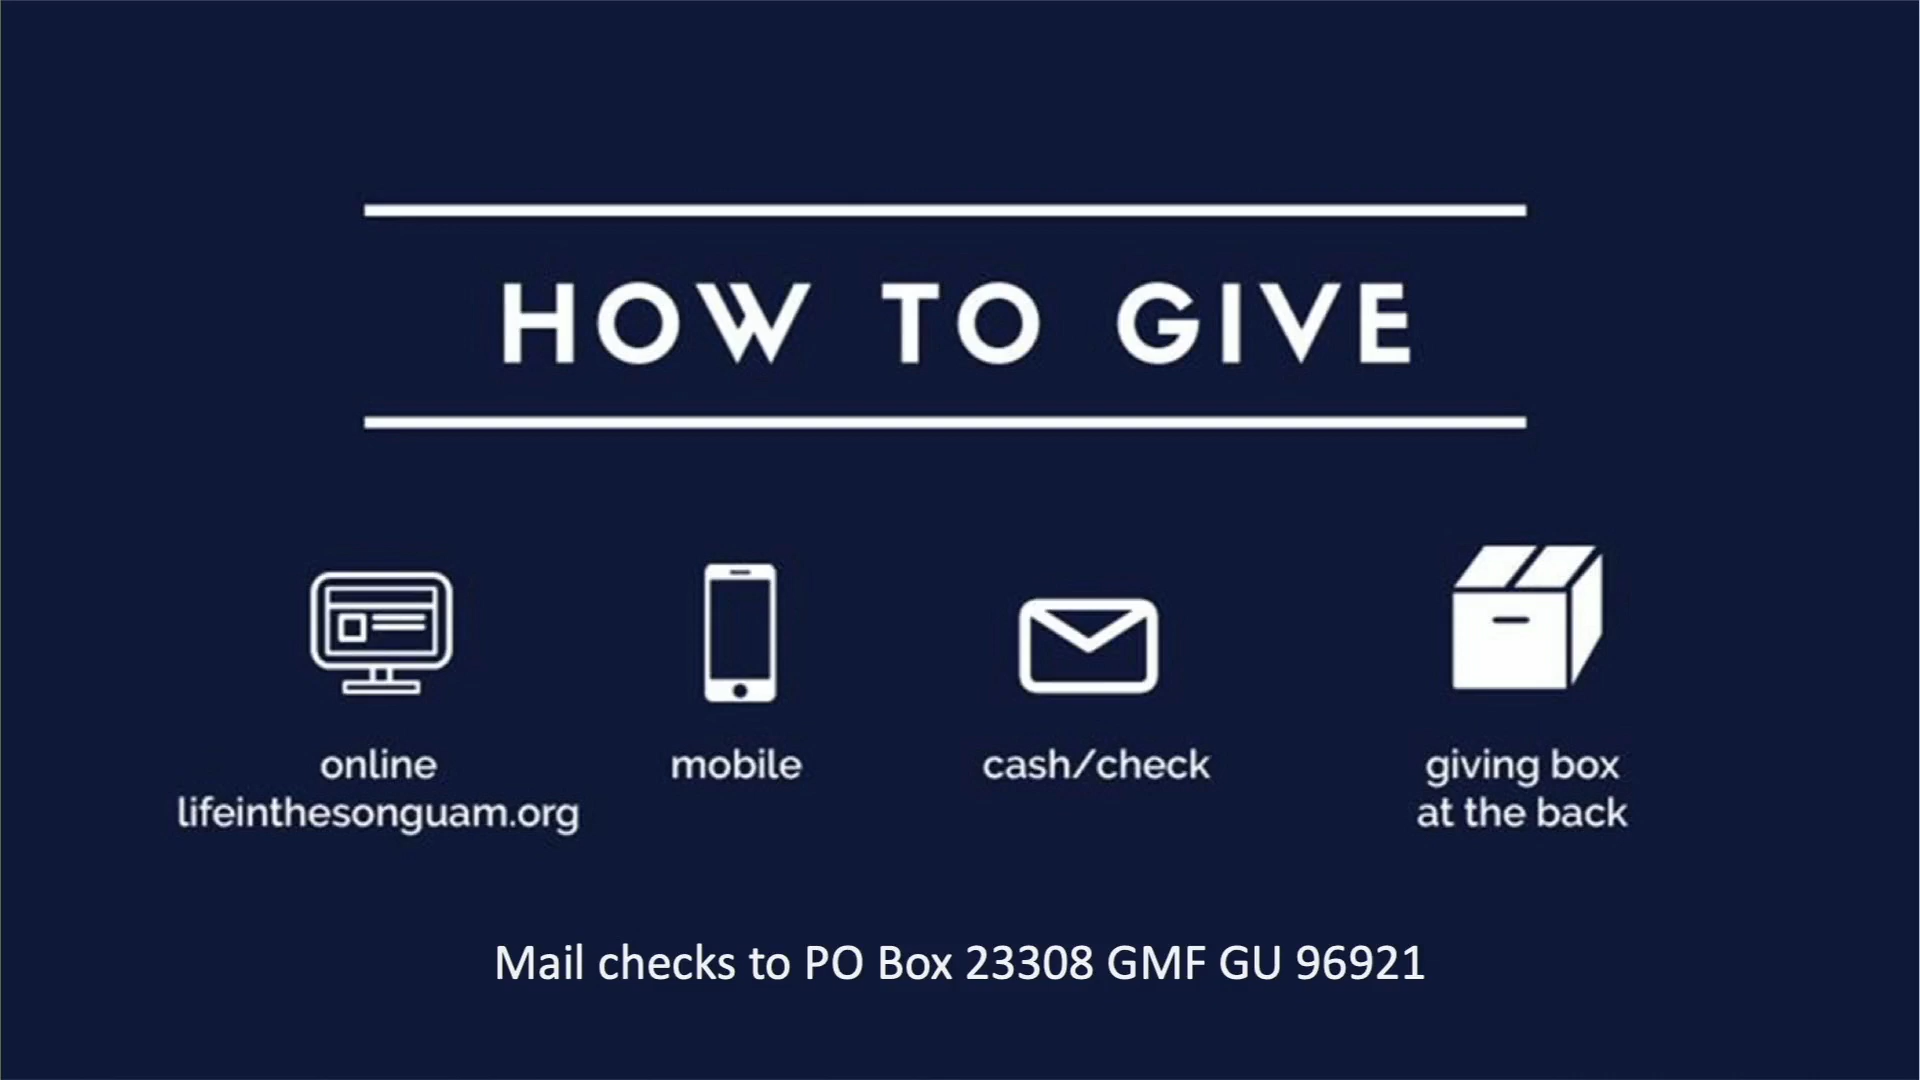 HOW TO GIVE
online
lifeinthesonguam.org
mobile
cash/check
giving box
at the back
Mail checks to PO Box 23308 GMF GU 96921